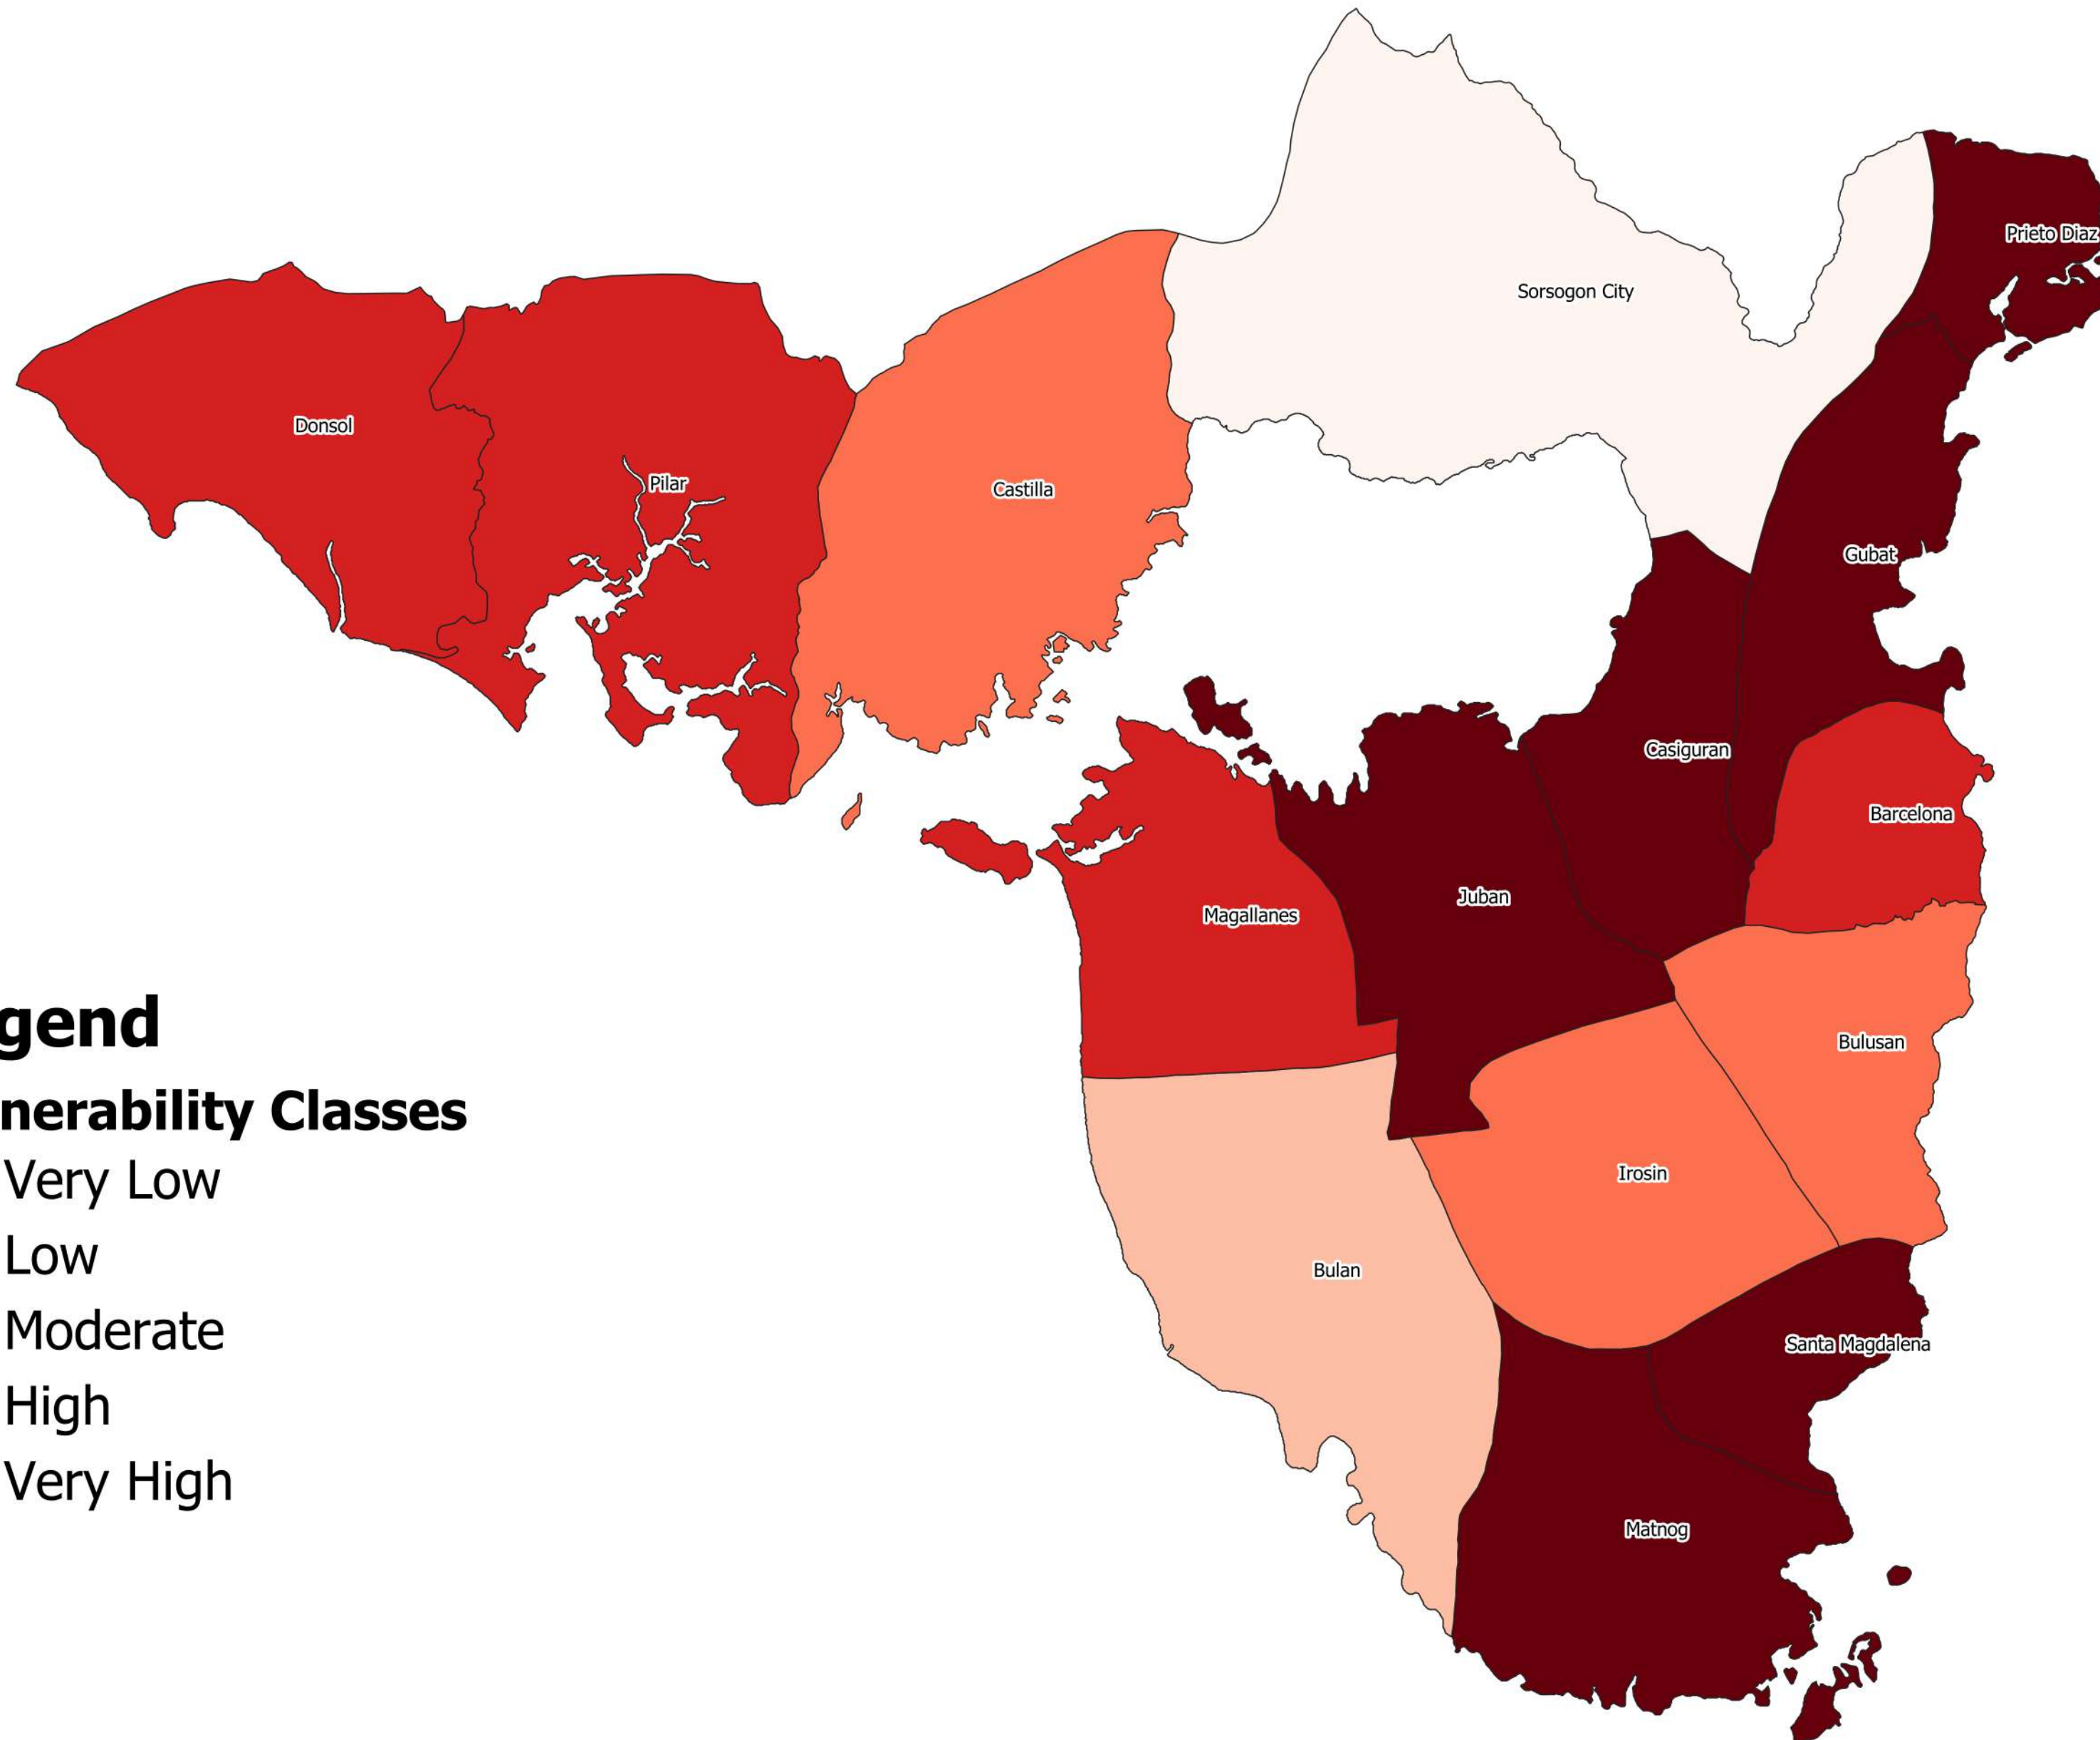 Prieto Diaz
Sorsogon City
Donsol
Pilar
Castilla
Gubat
Casiguran
Barcelona
Juban
Magallanes
gend
nerability Classes
Bulusan
Very Low
Irosin
Low
Bulan
Moderate
Santa Magdalena
High
Very High
Matnog